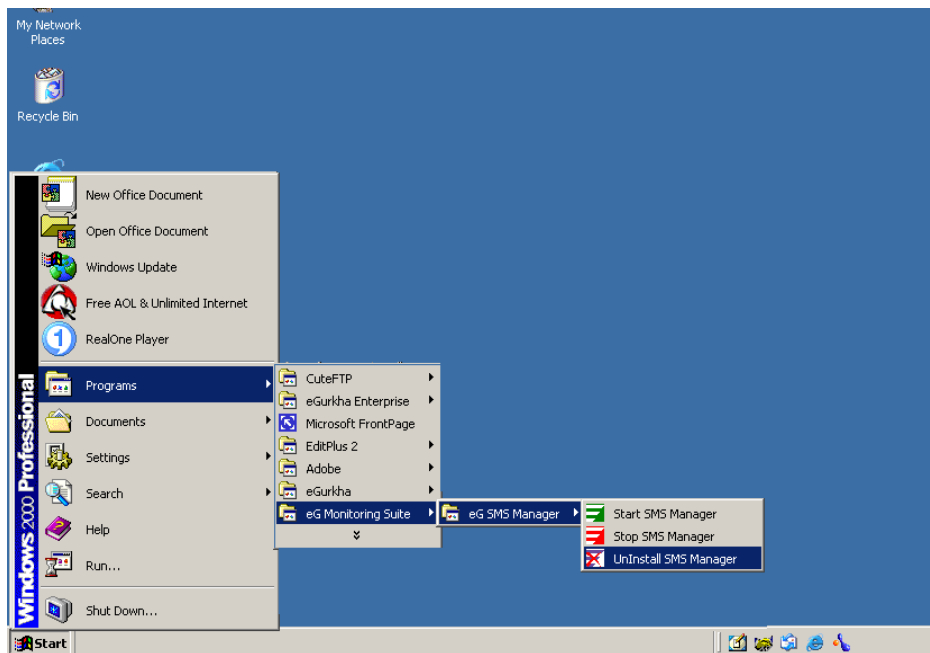 My Network
Places
Recycle Bin
New Office Document
Open Office Document
Windows Update
Free AOL & Unlimited Internet
RealOne Player
Programs
Documents
Settings
Search
Help
Run...
Shut Down...
Windows 2000 Professional
CuteFTP
eGurkha Enterprise
Microsoft FrontPage
EditPlus 2
Adobe
eGurkha
eG Monitoring Suite
eG SMS Manager
Start SMS Manager
Stop SMS Manager
UnInstall SMS Manager
Start